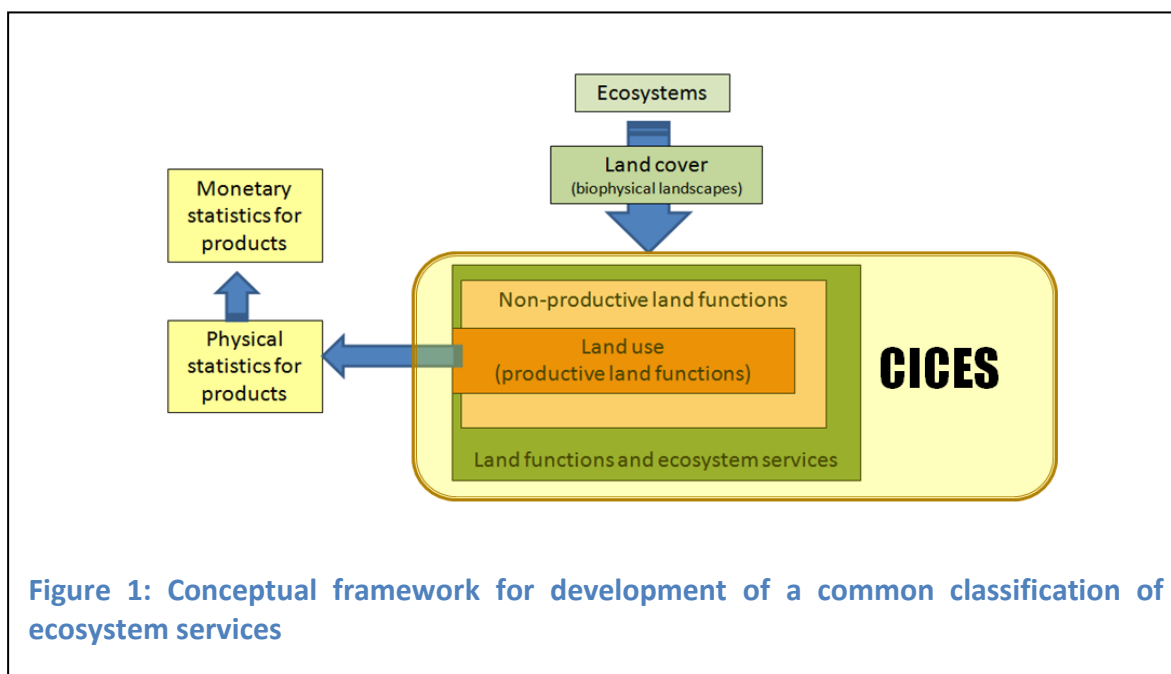 Ecosystems
Land cover
(biophysical landscapes)
Monetary
statistics for
products
Physical
statistics for
products
Non-productive land functions
Land use
(productive land functions)
Land functions and ecosystem services
CICES
Figure 1: Conceptual framework for development of a common classification of
ecosystem services